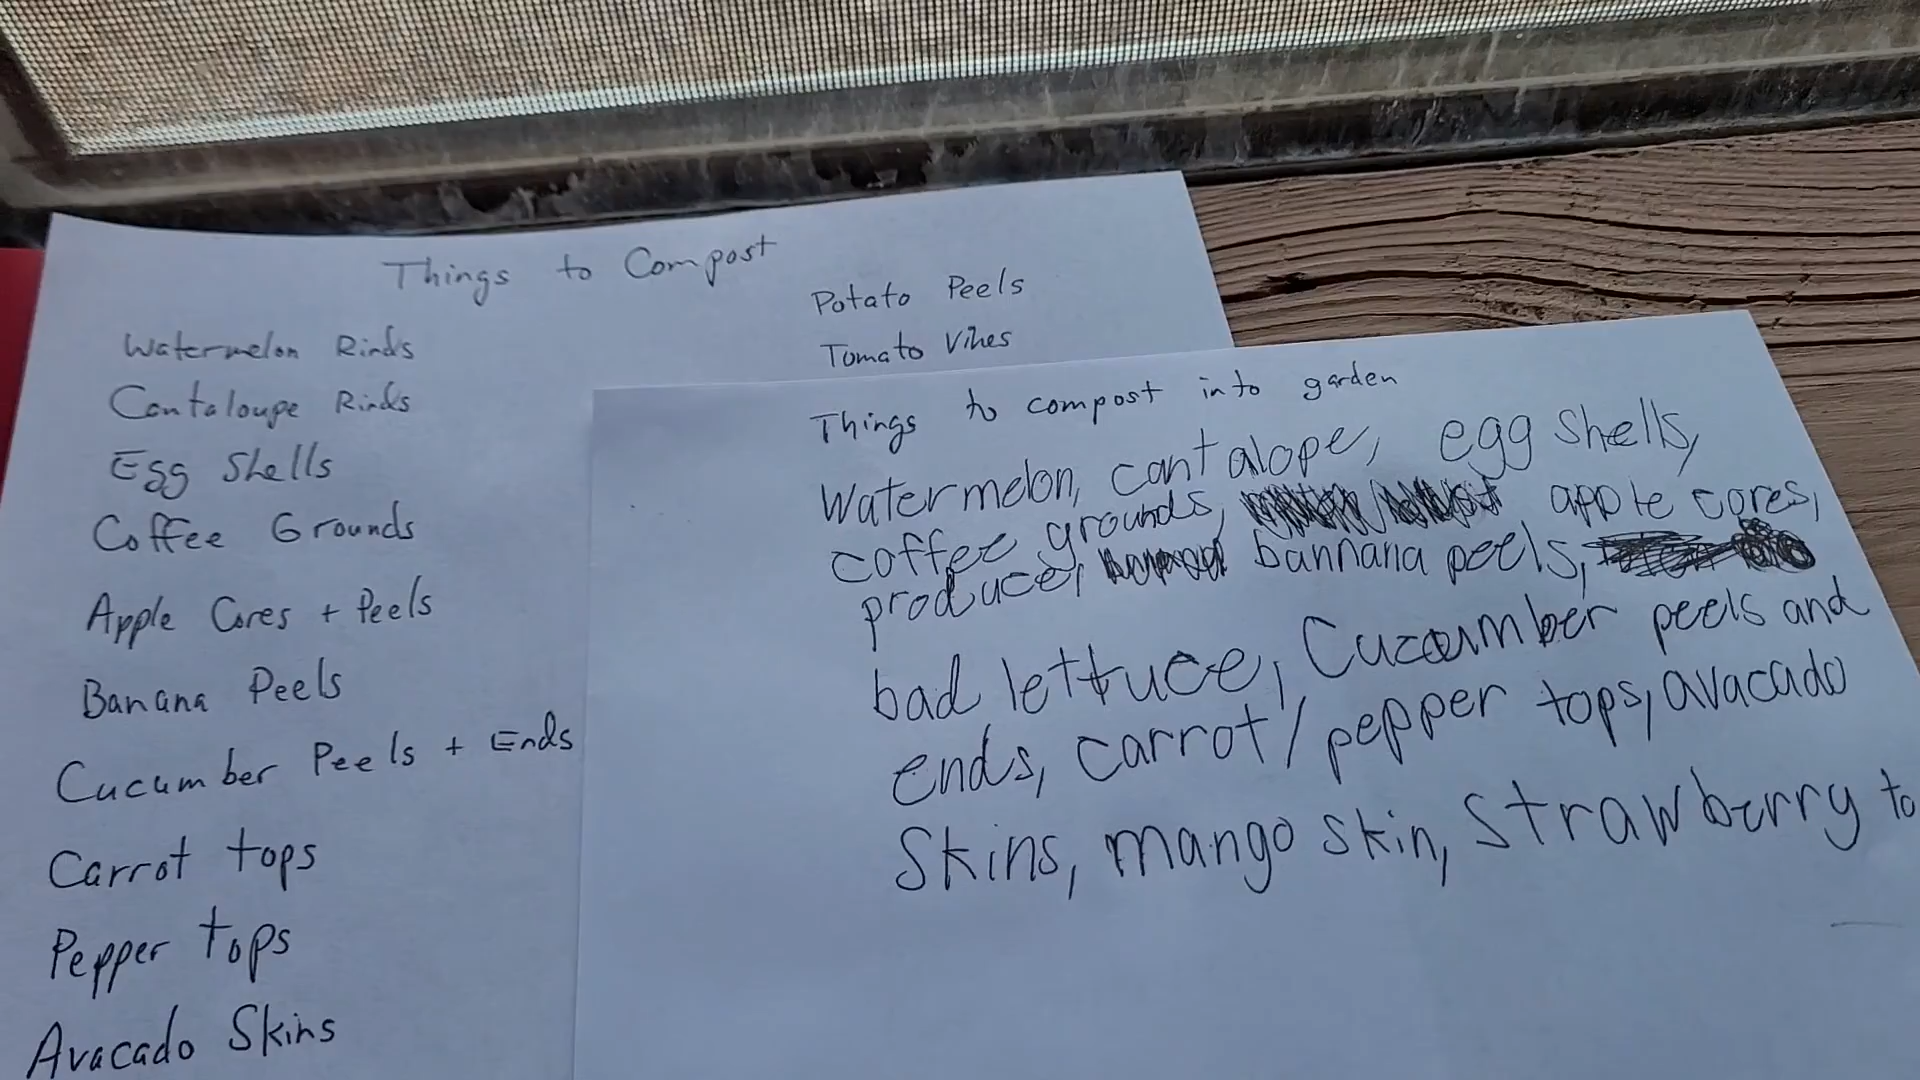 Things to Compost
Watermelon Rinds
Cantaloupe Rinds
Egg Shells
Coffee Grounds
Apple Cores + Peels
Banana Peels
Cucumber Peels + Ends
Carrot tops
Pepper tops
Avacado Skins
Potato Peels
Tomato Vines
Things to compost into garden
Watermelon, cantalope, egg shells,
coffee grounds, apple cores,
produce, bannana peels,
bad lettuce, Cucumber peels and
ends, carrot/pepper tops, avacado
Skins, mango skin, strawberry to